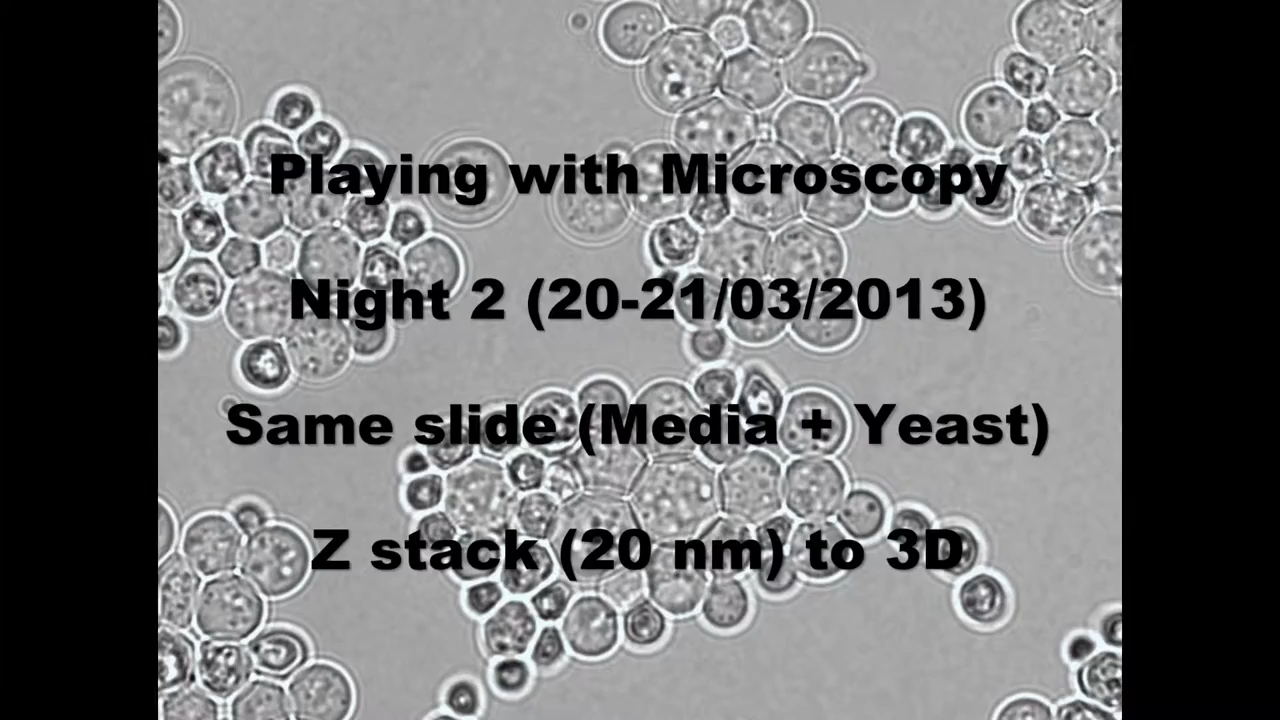 Playing with Microscopy
Night 2 (20-21/03/2013)
Same slide (Media + Yeast)
Z stack (20 nm) to 3D